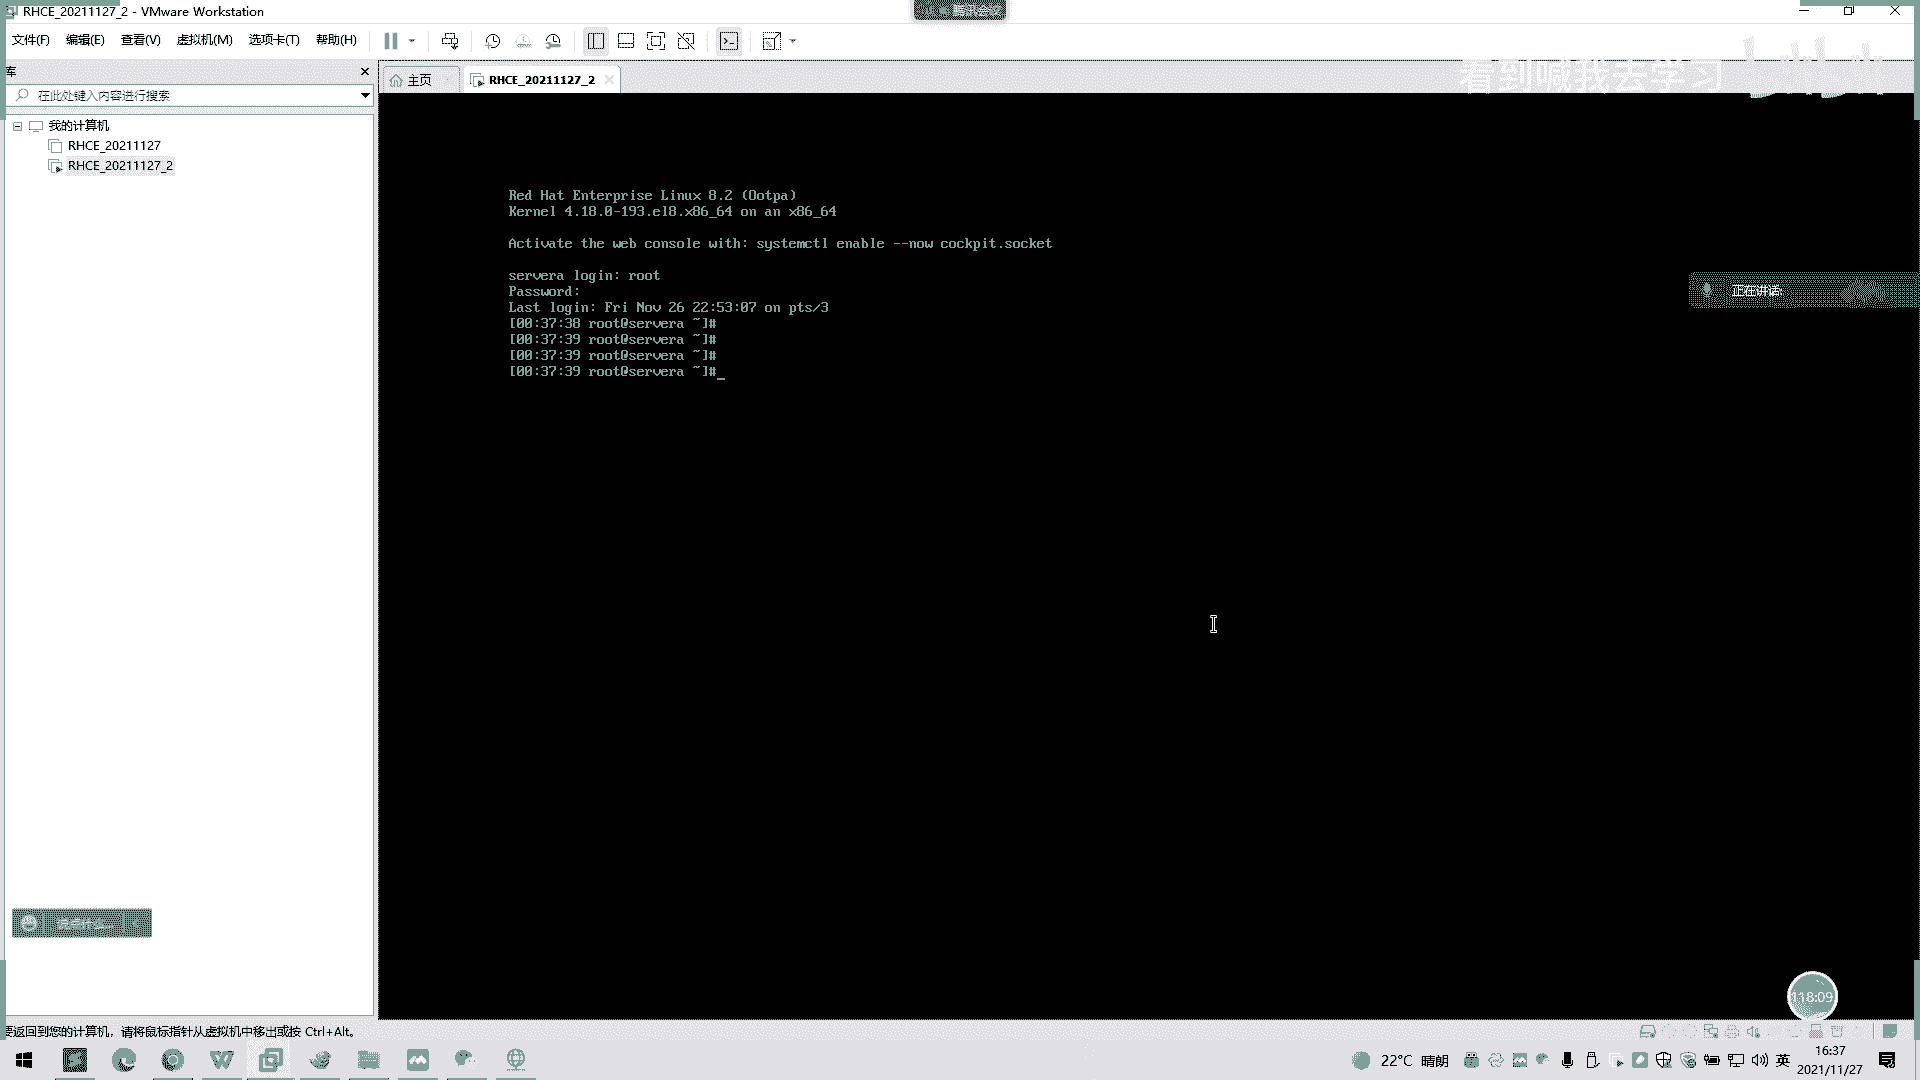 RHCE_20211127_2 - VMware Workstation
文件(F) 编辑(E) 查看(V) 虚拟机(M) 选项卡(T) 帮助(H)
库
在此处键入内容进行搜索
我的计算机
RHCE_20211127
RHCE_20211127_2
主页 RHCE_20211127_2
看到喊我去学习
Red Hat Enterprise Linux 8.2 (Ootpa)
Kernel 4.18.0-193.el8.x86_64 on an x86_64
Activate the web console with: systemctl enable --now cockpit.socket
servera login: root
Password:
Last login: Fri Nov 26 22:53:07 on pts/3
[00:37:38 root@servera ~]#
[00:37:39 root@servera ~]#
[00:37:39 root@servera ~]#
[00:37:39 root@servera ~]#_
正在讲话:
118:09
要返回到您的计算机，请将鼠标指针从虚拟机中移出或按 Ctrl+Alt。
22°C 晴朗
英
16:37
2021/11/27